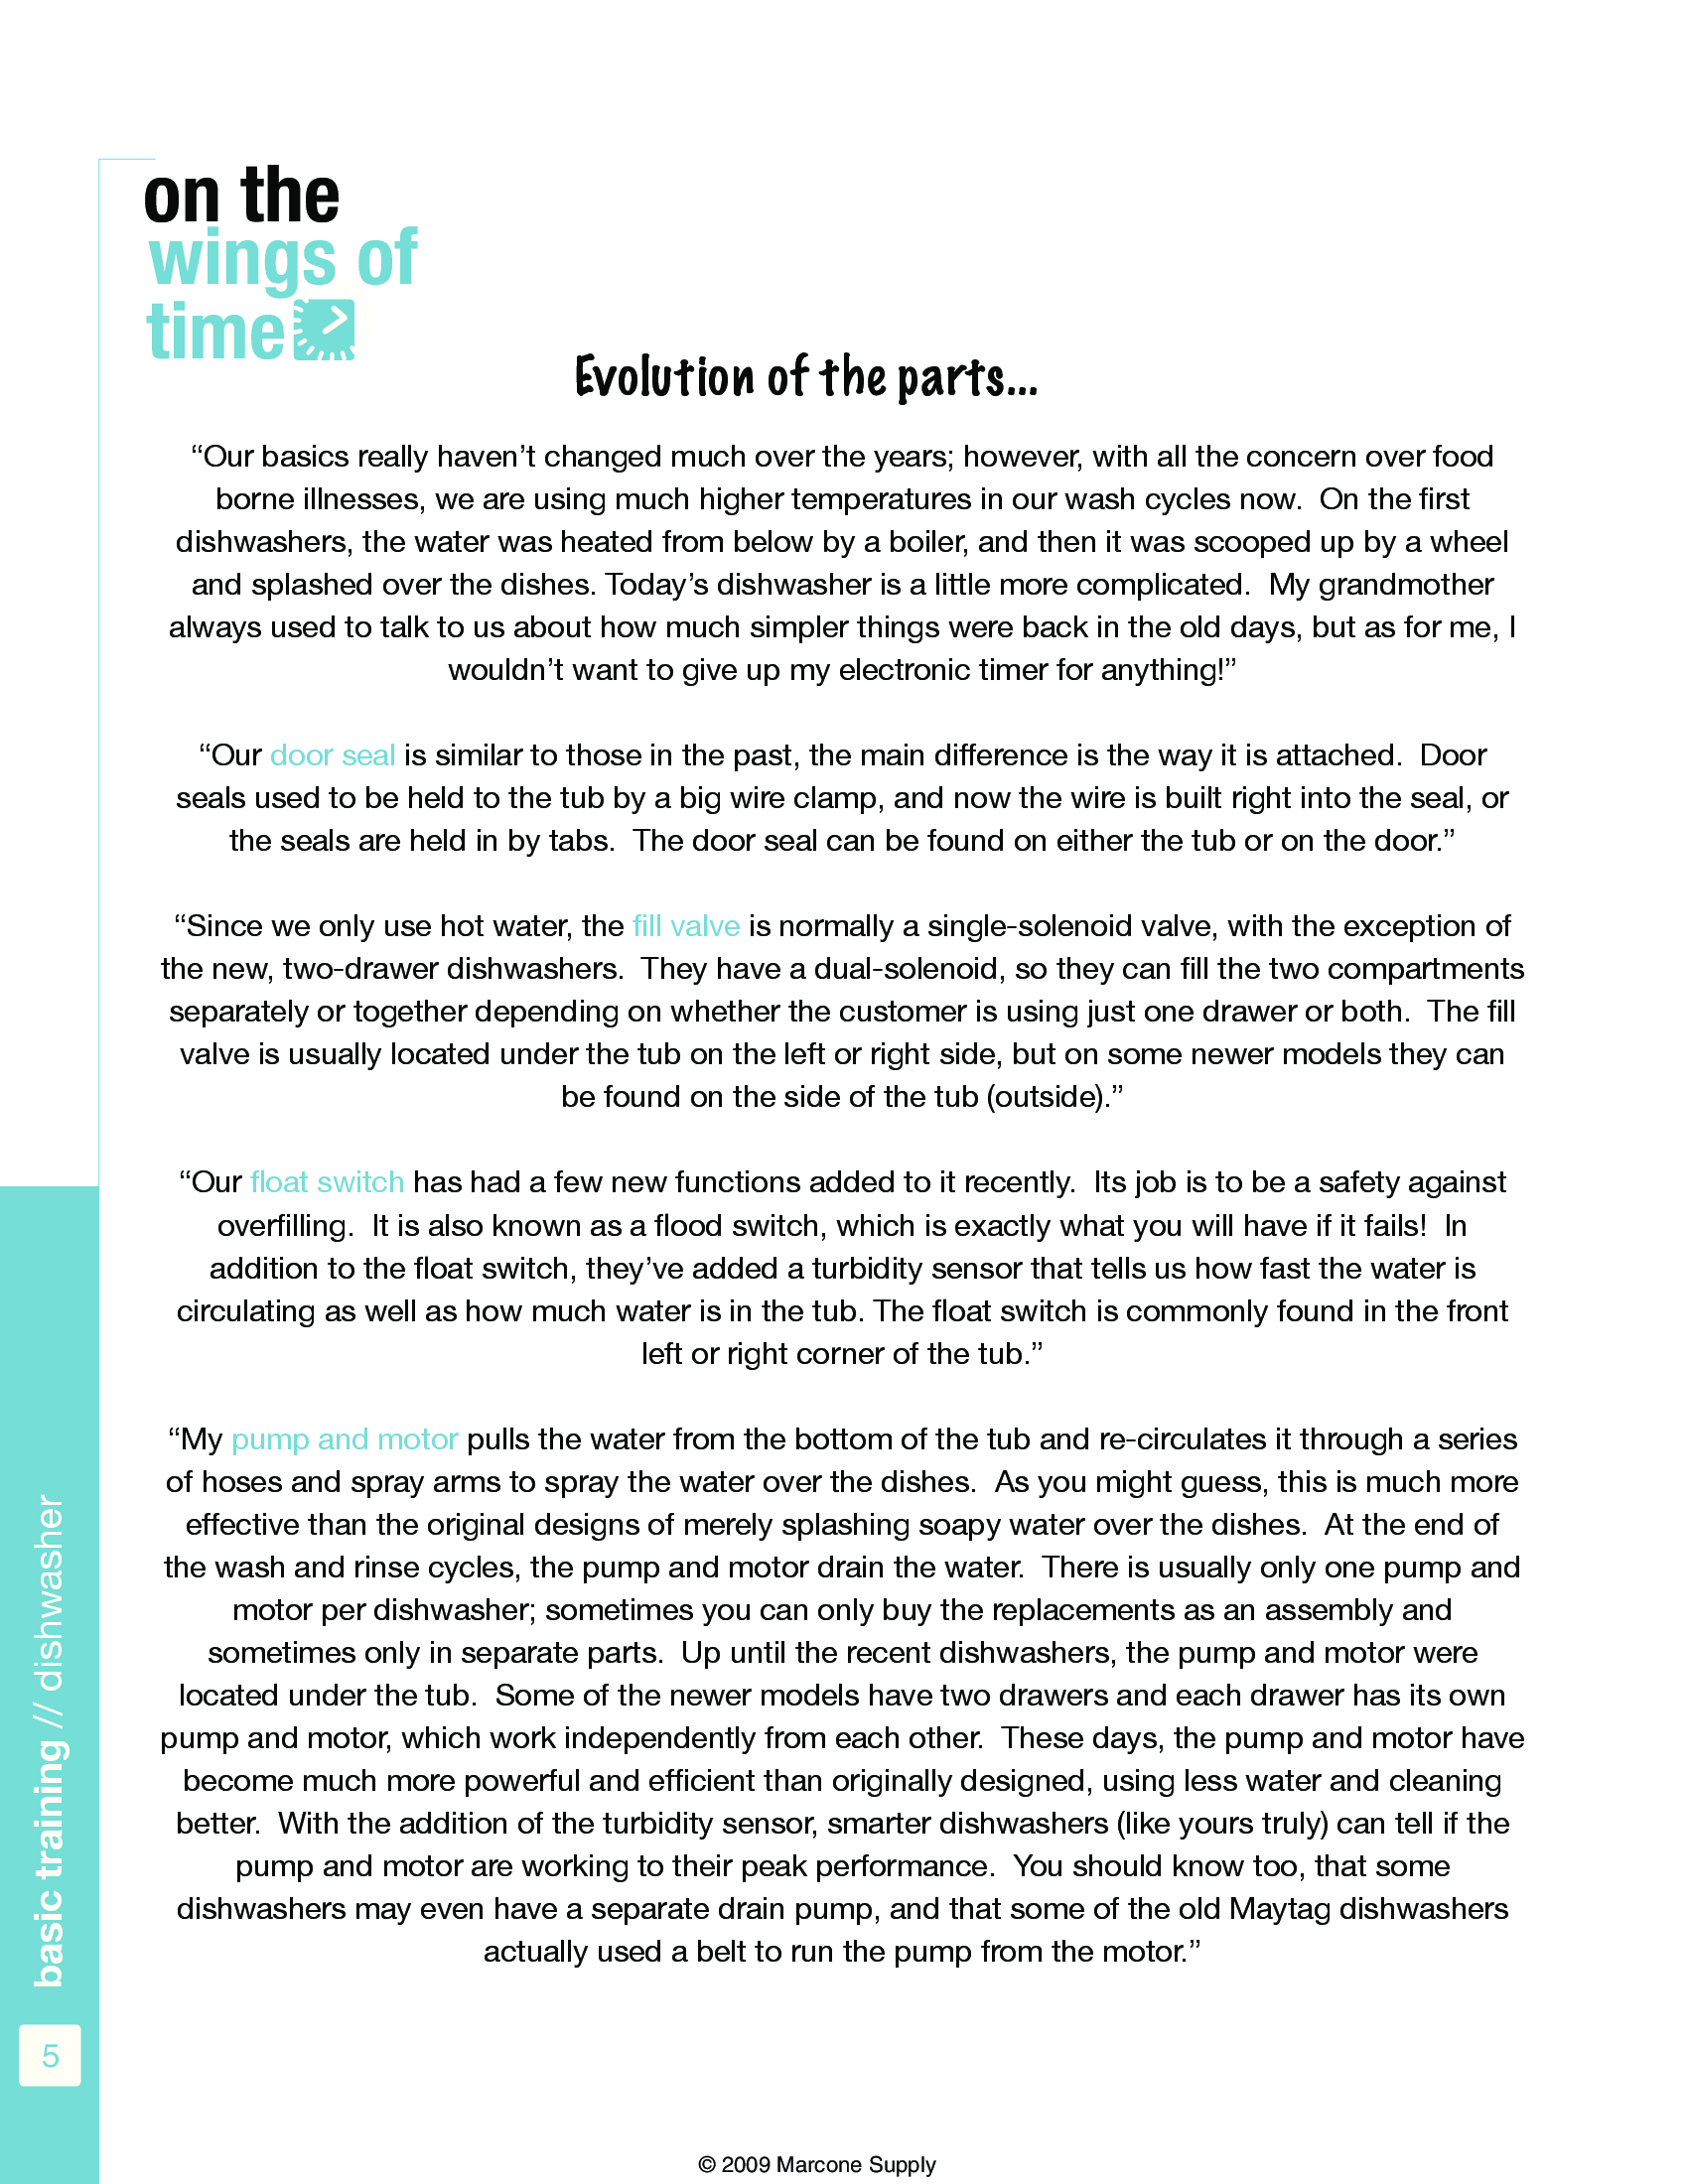 on the
wings of
time
Evolution of the parts...
“Our basics really haven’t changed much over the years; however, with all the concern over food
borne illnesses, we are using much higher temperatures in our wash cycles now.  On the first
dishwashers, the water was heated from below by a boiler, and then it was scooped up by a wheel
and splashed over the dishes. Today’s dishwasher is a little more complicated.  My grandmother
always used to talk to us about how much simpler things were back in the old days, but as for me, I
wouldn’t want to give up my electronic timer for anything!”
“Our door seal is similar to those in the past, the main difference is the way it is attached.  Door
seals used to be held to the tub by a big wire clamp, and now the wire is built right into the seal, or
the seals are held in by tabs.  The door seal can be found on either the tub or on the door.”
“Since we only use hot water, the fill valve is normally a single-solenoid valve, with the exception of
the new, two-drawer dishwashers.  They have a dual-solenoid, so they can fill the two compartments
separately or together depending on whether the customer is using just one drawer or both.  The fill
valve is usually located under the tub on the left or right side, but on some newer models they can
be found on the side of the tub (outside).”
“Our float switch has had a few new functions added to it recently.  Its job is to be a safety against
overfilling.  It is also known as a flood switch, which is exactly what you will have if it fails!  In
addition to the float switch, they’ve added a turbidity sensor that tells us how fast the water is
circulating as well as how much water is in the tub. The float switch is commonly found in the front
left or right corner of the tub.”
“My pump and motor pulls the water from the bottom of the tub and re-circulates it through a series
of hoses and spray arms to spray the water over the dishes.  As you might guess, this is much more
effective than the original designs of merely splashing soapy water over the dishes.  At the end of
the wash and rinse cycles, the pump and motor drain the water.  There is usually only one pump and
motor per dishwasher; sometimes you can only buy the replacements as an assembly and
sometimes only in separate parts.  Up until the recent dishwashers, the pump and motor were
located under the tub.  Some of the newer models have two drawers and each drawer has its own
pump and motor, which work independently from each other.  These days, the pump and motor have
become much more powerful and efficient than originally designed, using less water and cleaning
better.  With the addition of the turbidity sensor, smarter dishwashers (like yours truly) can tell if the
pump and motor are working to their peak performance.  You should know too, that some
dishwashers may even have a separate drain pump, and that some of the old Maytag dishwashers
actually used a belt to run the pump from the motor.”
basic training // dishwasher
5
© 2009 Marcone Supply